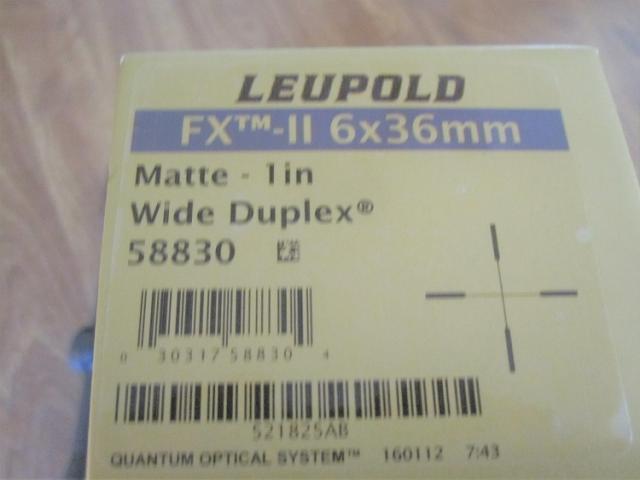 LEUPOLD
FX™-II 6x36mm
Matte - 1in
Wide Duplex®
58830
0 30317 58830 4
521825AB
QUANTUM OPTICAL SYSTEM™ 160112 7:43